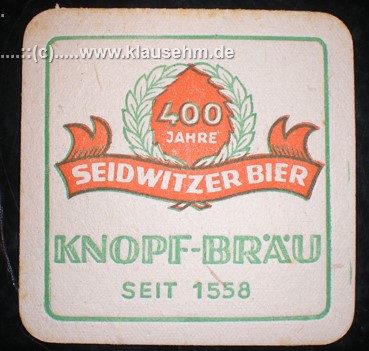 .....::(c).....www.klausehm.de
400
JAHRE
SEIDWITZER BIER
KNOPF-BRÄU
SEIT 1558